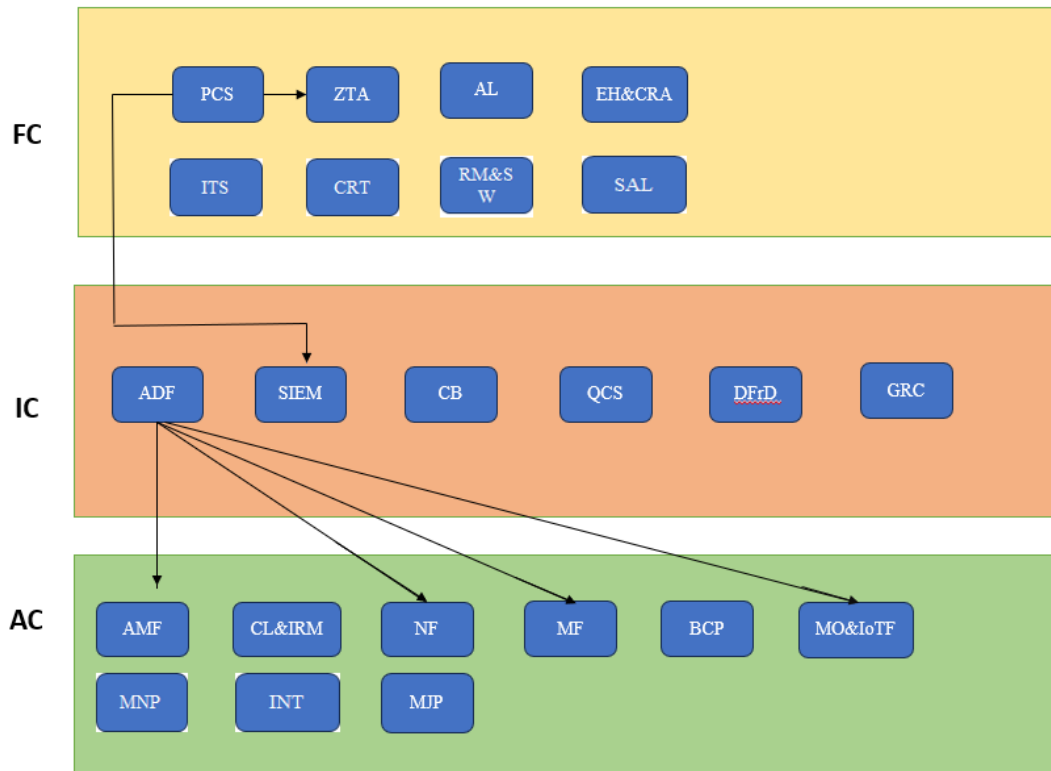 FC
PCS
ZTA
AL
EH&CRA
ITS
CRT
RM&S
W
SAL
IC
ADF
SIEM
CB
QCS
DFrD
GRC
AC
AMF
CL&IRM
NF
MF
BCP
MO&IoTF
MNP
INT
MJP